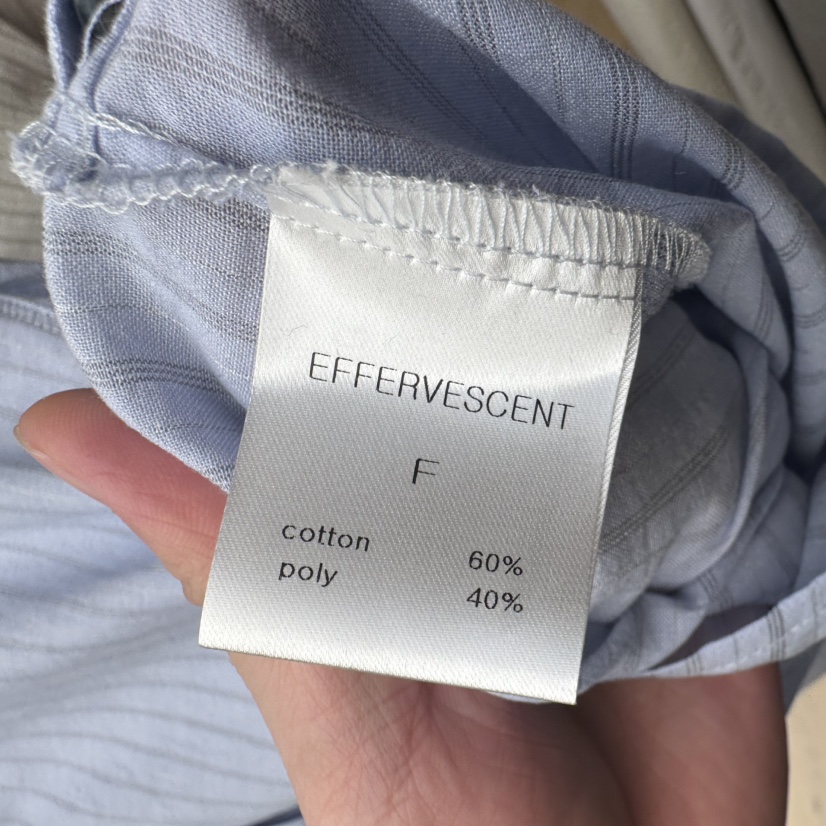 EFFERVESCENT
F
cotton 60%
poly 40%